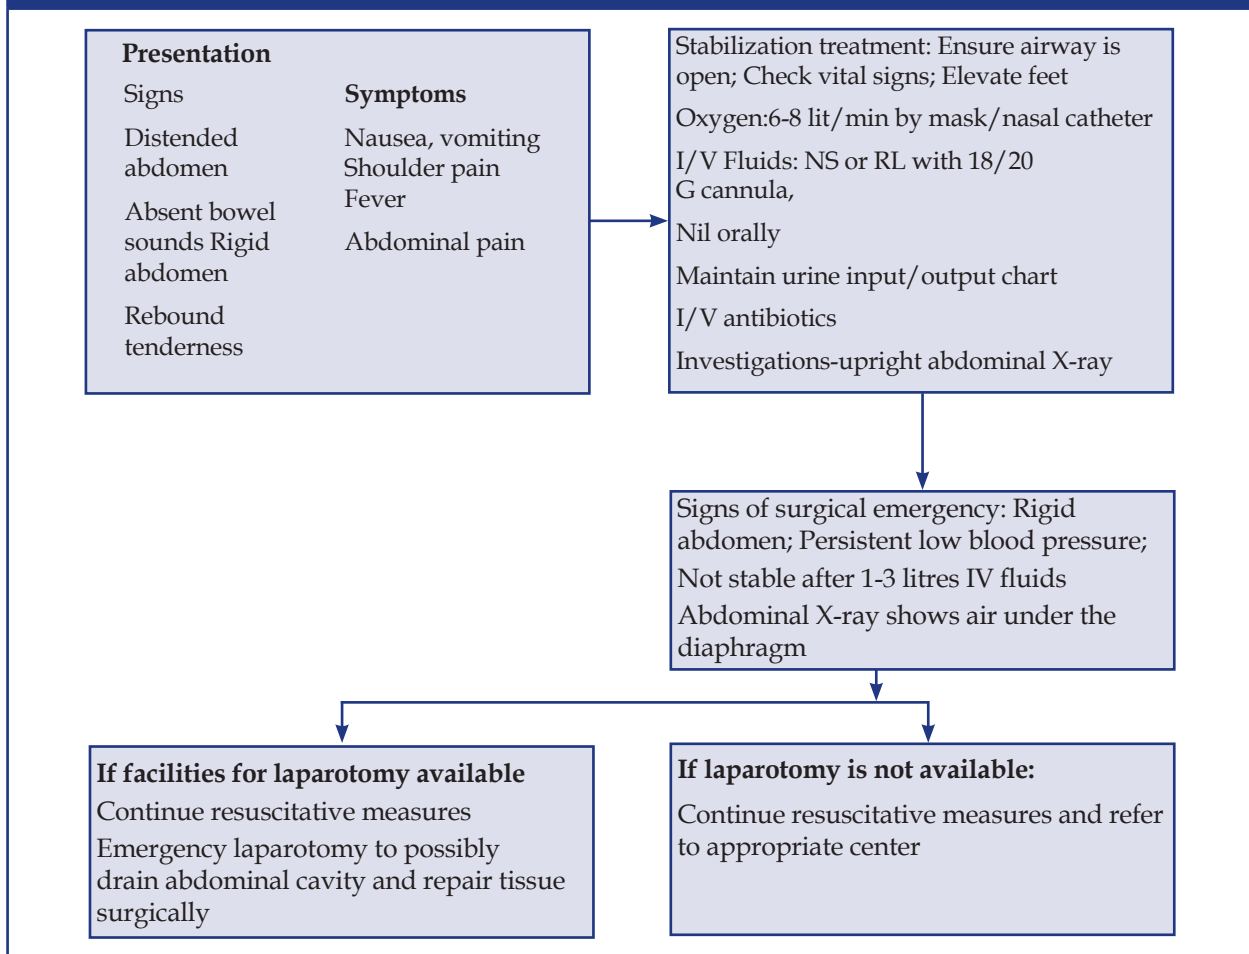 Presentation
Signs
Distended
abdomen
Absent bowel
sounds Rigid
abdomen
Rebound
tenderness
Symptoms
Nausea, vomiting
Shoulder pain
Fever
Abdominal pain
Stabilization treatment: Ensure airway is
open; Check vital signs; Elevate feet
Oxygen:6-8 lit/min by mask/nasal catheter
I/V Fluids: NS or RL with 18/20
G cannula,
Nil orally
Maintain urine input/output chart
I/V antibiotics
Investigations-upright abdominal X-ray
Signs of surgical emergency: Rigid
abdomen; Persistent low blood pressure;
Not stable after 1-3 litres IV fluids
Abdominal X-ray shows air under the
diaphragm
If facilities for laparotomy available
Continue resuscitative measures
Emergency laparotomy to possibly
drain abdominal cavity and repair tissue
surgically
If laparotomy is not available:
Continue resuscitative measures and refer
to appropriate center